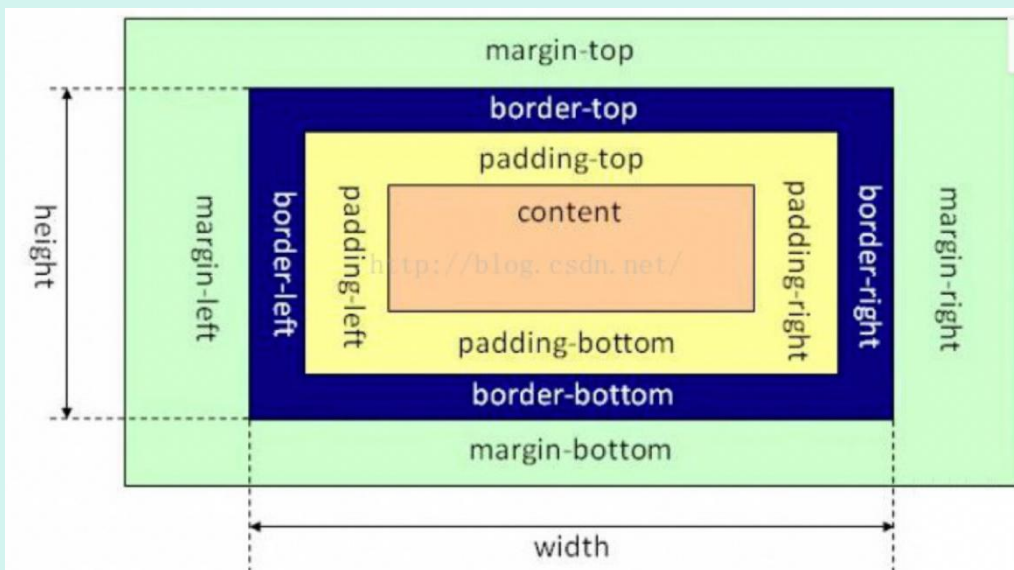 margin-top
border-top
padding-top
content
http://blog.csdn.net/
height
margin-left
border-left
padding-left
padding-right
border-right
margin-right
padding-bottom
border-bottom
margin-bottom
width